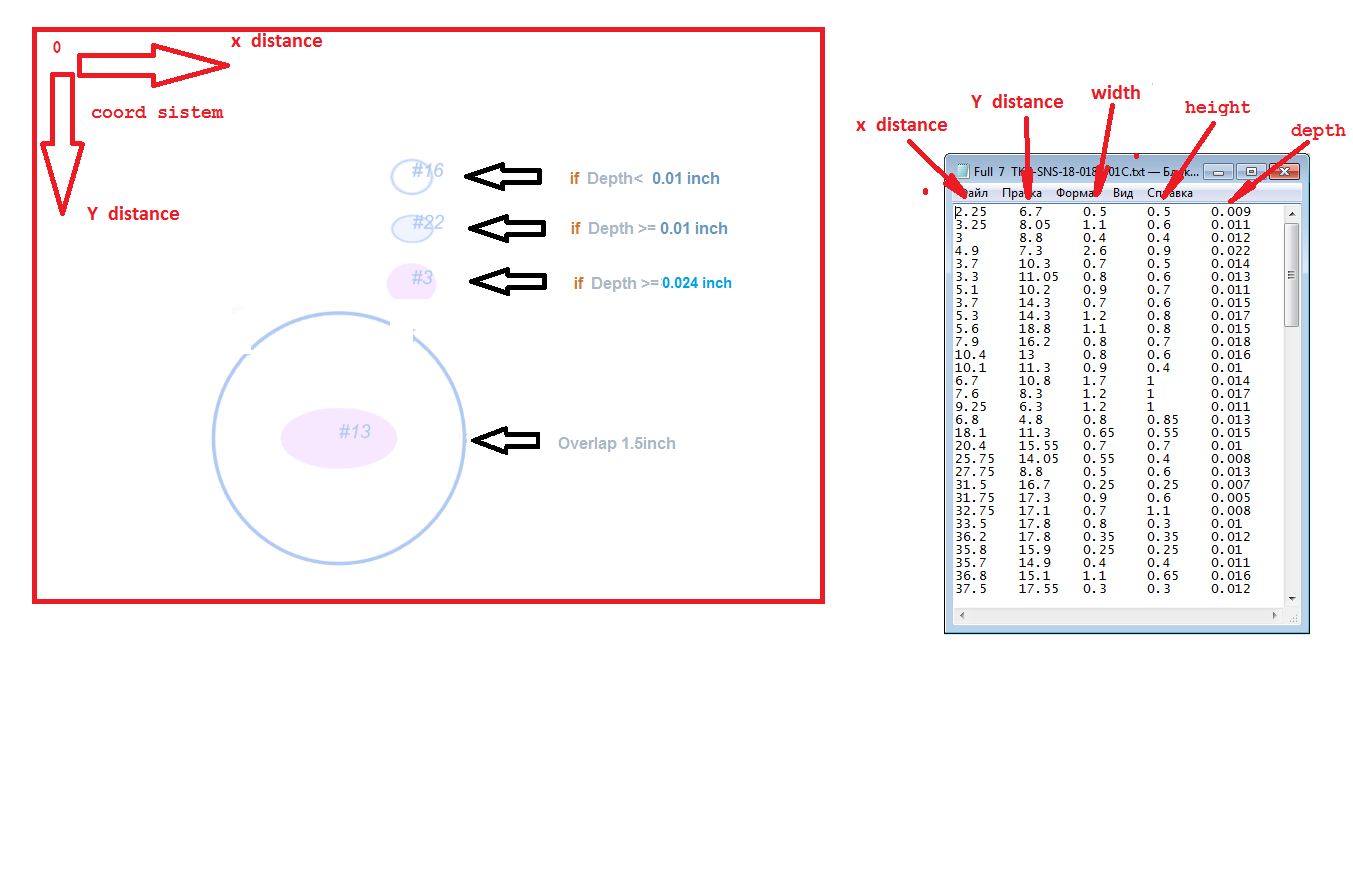 0
x distance
coord sistem
Y distance
#16
if Depth< 0.01 inch
#22
if Depth >= 0.01 inch
#3
if Depth >= 0.024 inch
#13
Overlap 1.5inch
x distance
Y distance
width
height
depth
Full 7 -SNS-18-018 01C.txt — Блок...
Вид Справка
2.25 6.7 0.5 0.5 0.009
3.25 8.05 1.1 0.6 0.011
3 8.8 0.4 0.4 0.012
4.9 7.3 2.6 0.9 0.022
3.7 10.3 0.7 0.5 0.014
3.3 11.05 0.8 0.6 0.013
5.1 10.2 0.9 0.7 0.011
3.7 14.3 0.7 0.6 0.015
5.3 14.3 1.2 0.8 0.017
5.6 18.8 1.1 0.8 0.015
7.9 16.2 0.8 0.7 0.018
10.4 13 0.8 0.6 0.016
10.1 11.3 0.9 0.4 0.01
6.7 10.8 1.7 1 0.014
7.6 8.3 1.2 1 0.017
9.25 6.3 1.2 1 0.011
6.8 4.8 0.8 0.85 0.013
18.1 11.3 0.65 0.55 0.015
20.4 15.55 0.7 0.7 0.01
25.75 14.05 0.55 0.4 0.008
27.75 8.8 0.5 0.6 0.013
31.5 16.7 0.25 0.25 0.007
31.75 17.3 0.9 0.6 0.005
32.75 17.1 0.7 1.1 0.008
33.5 17.8 0.8 0.3 0.01
36.2 17.8 0.35 0.35 0.012
35.8 15.9 0.25 0.25 0.01
35.7 14.9 0.4 0.4 0.011
36.8 15.1 1.1 0.65 0.016
37.5 17.55 0.3 0.3 0.012